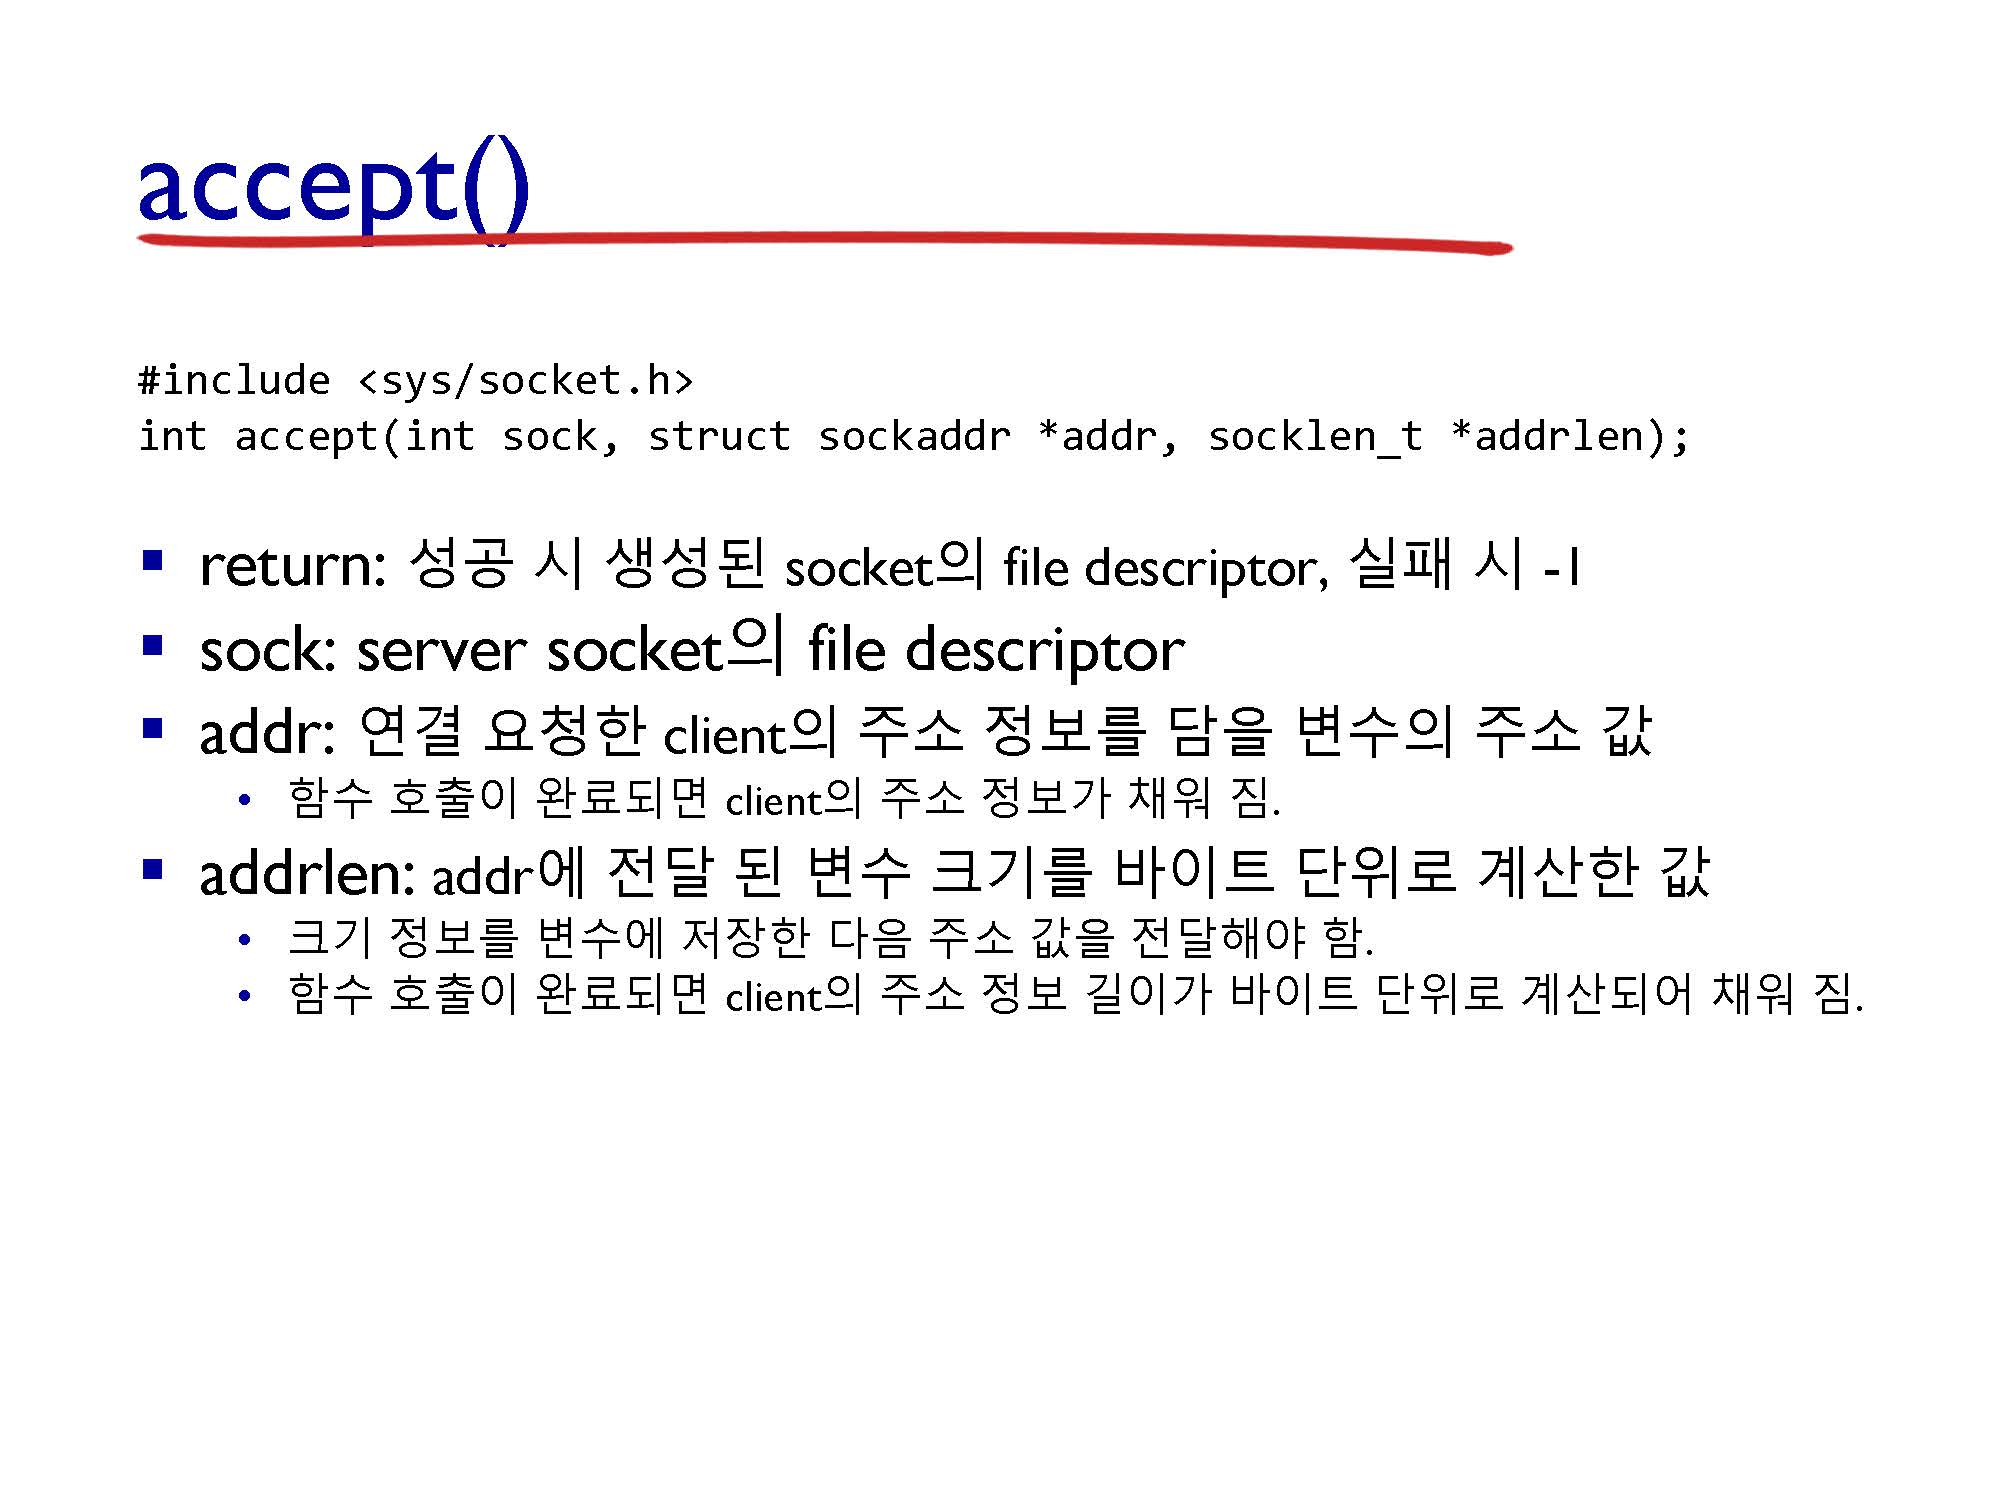 accept()
#include <sys/socket.h>
int accept(int sock, struct sockaddr *addr, socklen_t *addrlen);
▪ return: 성공 시 생성된 socket의 file descriptor, 실패 시 -1
▪ sock: server socket의 file descriptor
▪ addr: 연결 요청한 client의 주소 정보를 담을 변수의 주소 값
• 함수 호출이 완료되면 client의 주소 정보가 채워 짐.
▪ addrlen: addr에 전달 된 변수 크기를 바이트 단위로 계산한 값
• 크기 정보를 변수에 저장한 다음 주소 값을 전달해야 함.
• 함수 호출이 완료되면 client의 주소 정보 길이가 바이트 단위로 계산되어 채워 짐.